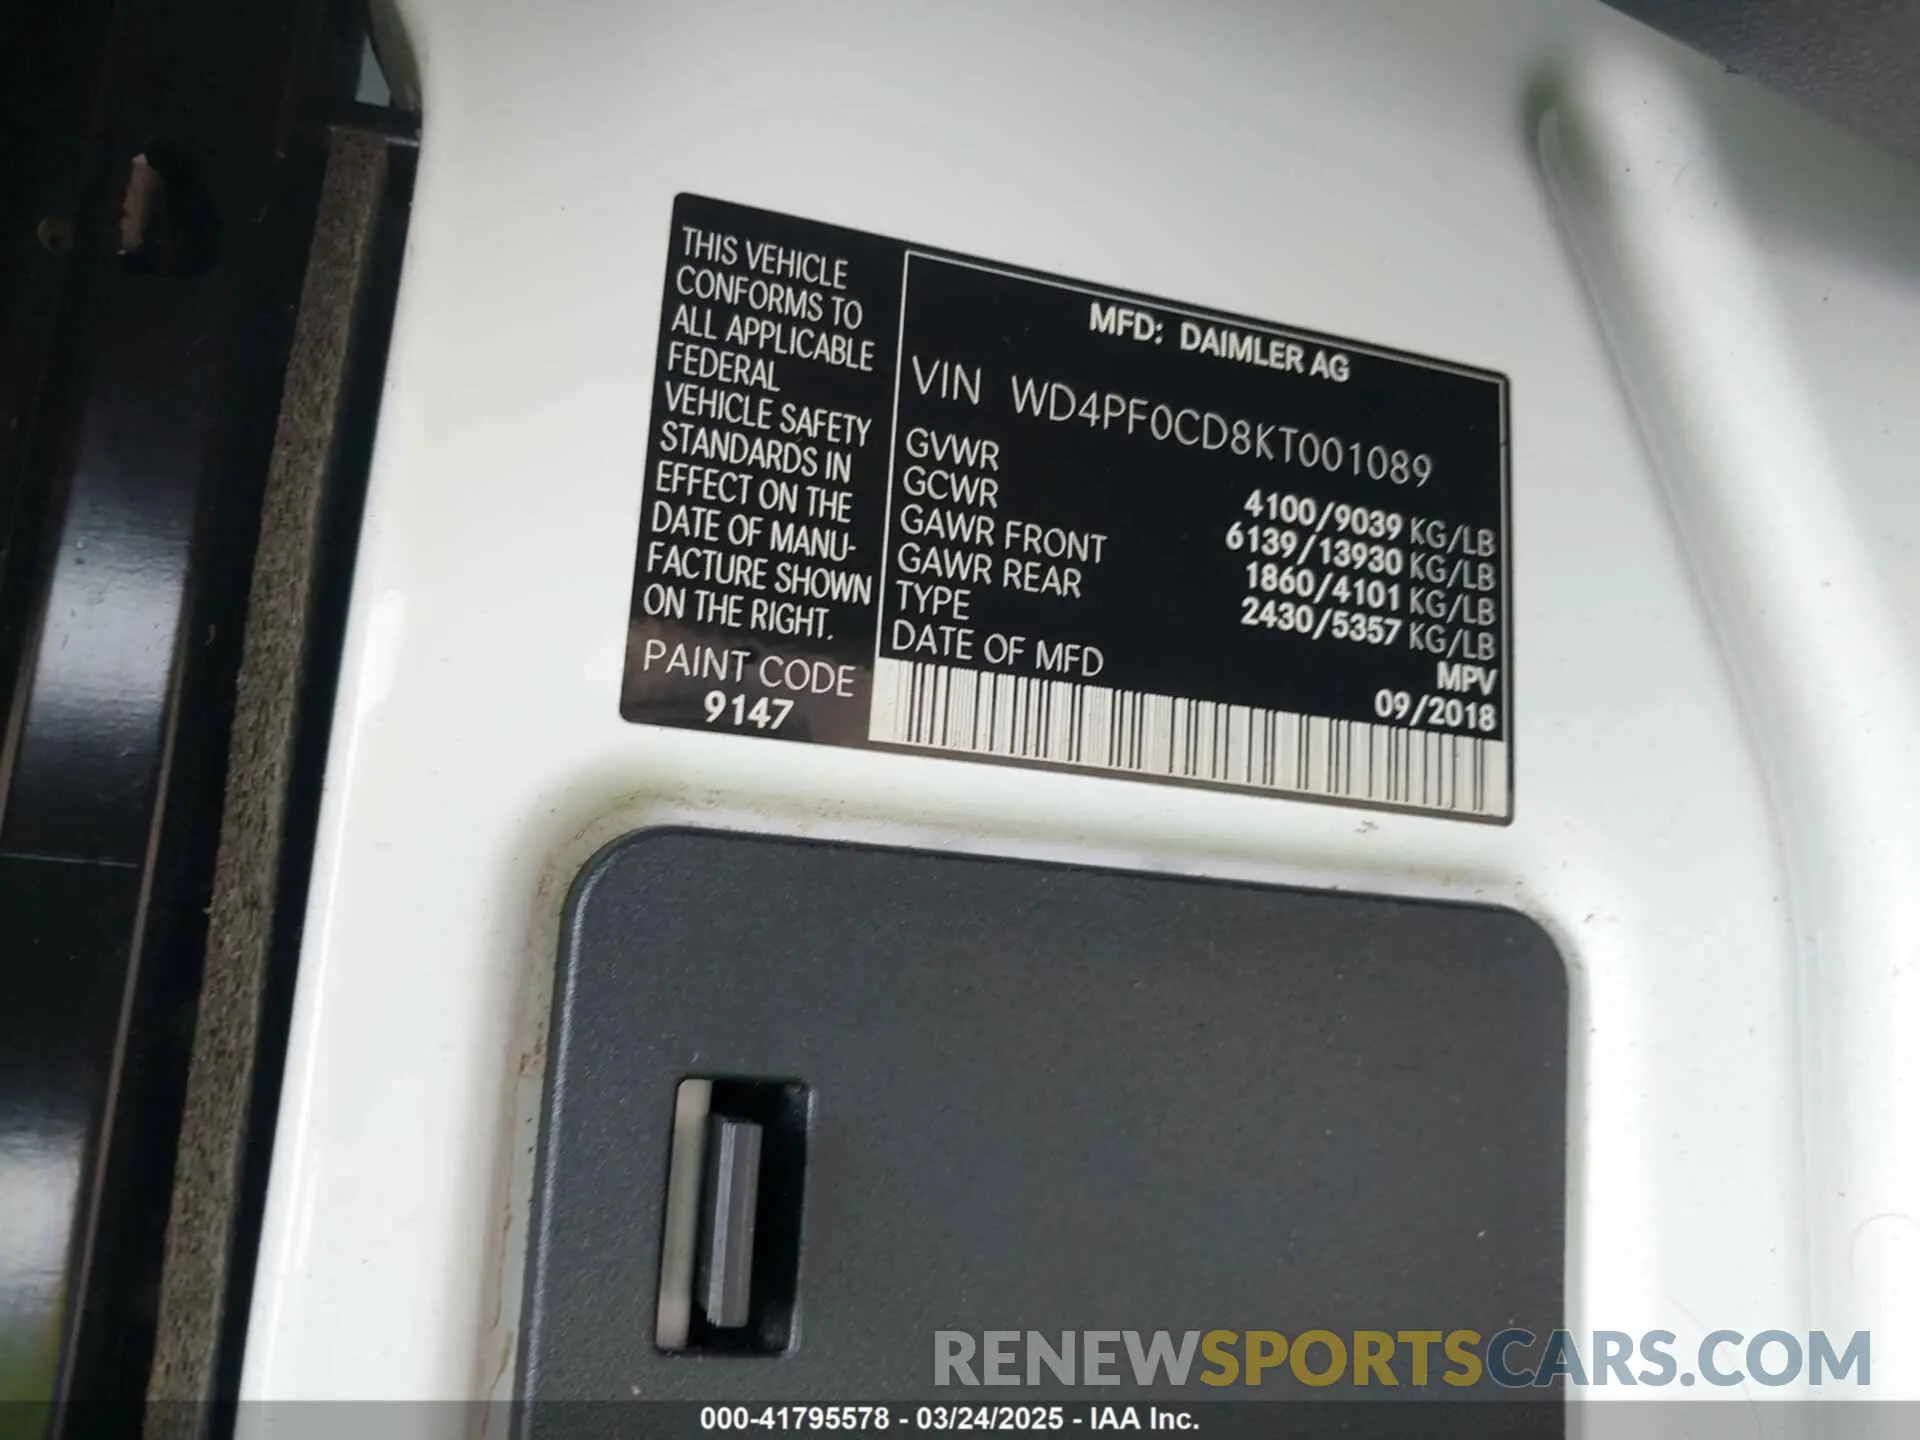 THIS VEHICLE
CONFORMS TO
ALL APPLICABLE
FEDERAL
VEHICLE SAFETY
STANDARDS IN
EFFECT ON THE
DATE OF MANU-
FACTURE SHOWN
ON THE RIGHT.
PAINT CODE
9147
MFD: DAIMLER AG
VIN WD4PF0CD8KT001089
GVWR 4100/9039 KG/LB
GCWR 6139/13930 KG/LB
GAWR FRONT 1860/4101 KG/LB
GAWR REAR 2430/5357 KG/LB
TYPE MPV
DATE OF MFD 09/2018
RENEWSPORTSCARS.COM
000-41795578 - 03/24/2025 - IAA Inc.